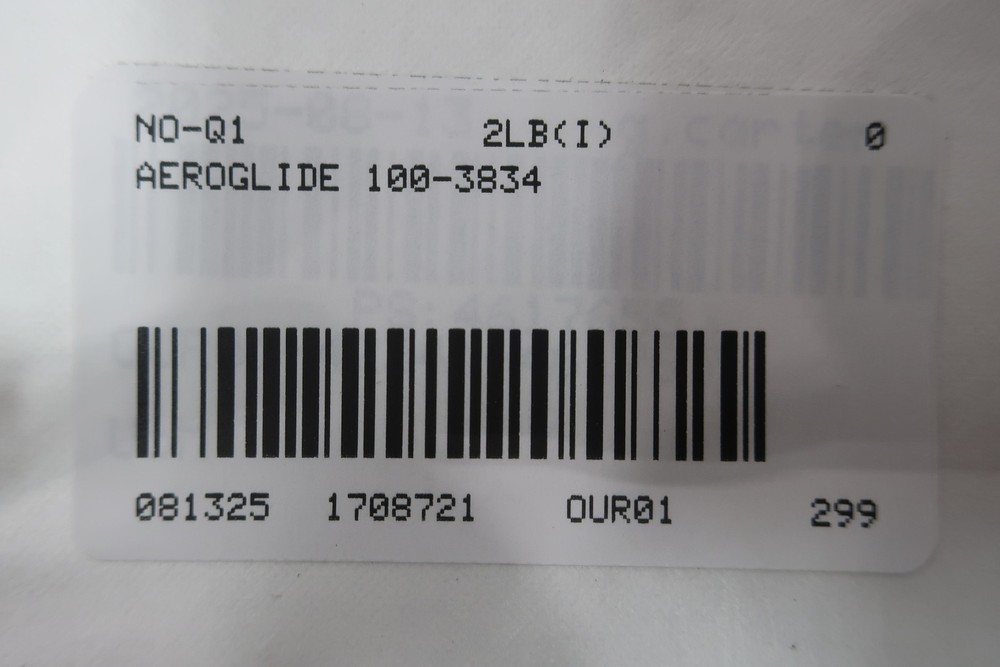 NO-Q1 2LB(I) 0
AEROGLIDE 100-3834
081325 1708721 OUR01 299